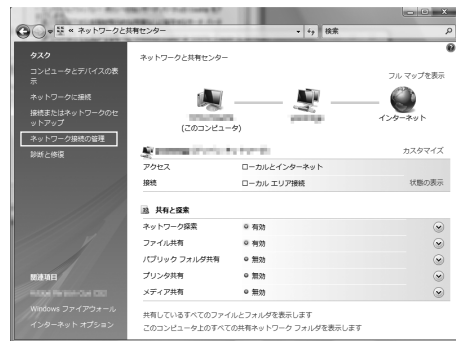 ネットワークと共有センター
検索
タスク
コンピュータとデバイスの表示
ネットワークに接続
接続またはネットワークのセットアップ
ネットワーク接続の管理
診断と修復
関連項目
Windows ファイアウォール
インターネット オプション
ネットワークと共有センター
フル マップを表示
(このコンピュータ)
インターネット
カスタマイズ
アクセス ローカルとインターネット
接続 ローカル エリア接続 状態の表示
共有と探索
ネットワーク探索 有効
ファイル共有 有効
パブリック フォルダ共有 無効
プリンタ共有 無効
メディア共有 無効
共有しているすべてのファイルとフォルダを表示します
このコンピュータ上のすべての共有ネットワーク フォルダを表示します